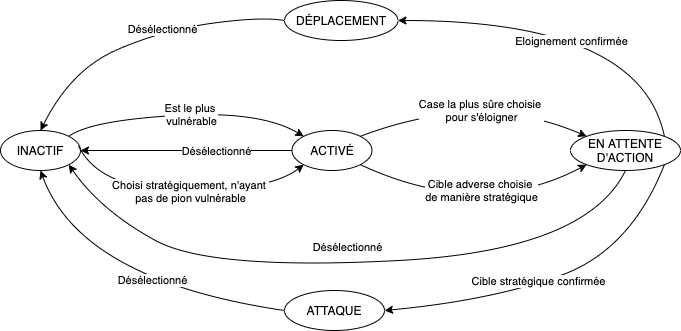 DÉPLACEMENT
Désélectionné
Eloignement confirmée
Est le plus
vulnérable
Case la plus sûre choisie
pour s'éloigner
INACTIF
Désélectionné
ACTIVÉ
EN ATTENTE
D'ACTION
Choisi stratégiquement, n'ayant
pas de pion vulnérable
Cible adverse choisie
de manière stratégique
Désélectionné
Désélectionné
Cible stratégique confirmée
ATTAQUE